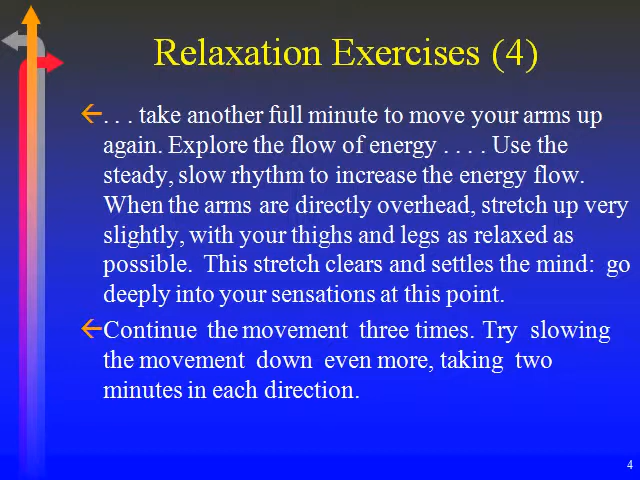 Relaxation Exercises (4)
. . . take another full minute to move your arms up
again. Explore the flow of energy . . . . Use the
steady, slow rhythm to increase the energy flow.
When the arms are directly overhead, stretch up very
slightly, with your thighs and legs as relaxed as
possible. This stretch clears and settles the mind: go
deeply into your sensations at this point.
Continue the movement three times. Try slowing
the movement down even more, taking two
minutes in each direction.
4